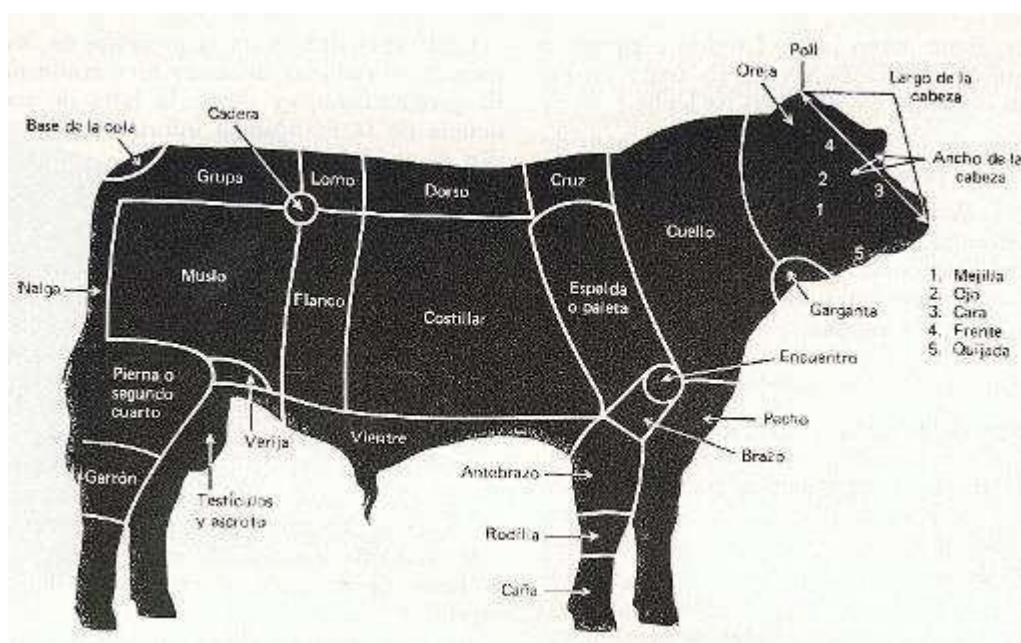 Poll
Oreja
Largo de la
cabeza
Base de la cola
Cadera
Ancho de la
cabeza
Grupa
Lomo
Dorso
Cruz
4
2
3
1
5
Cuello
Muslo
Nalga
Flanco
Costillar
Espalda
o paleta
Garganta
1. Mejilla
2. Ojo
3. Cara
4. Frente
5. Quijada
Encuentro
Pierna o
segundo
cuarto
Verija
Vientre
Pecho
Brazo
Garrón
Antebrazo
Testículos
y escroto
Rodilla
Caña